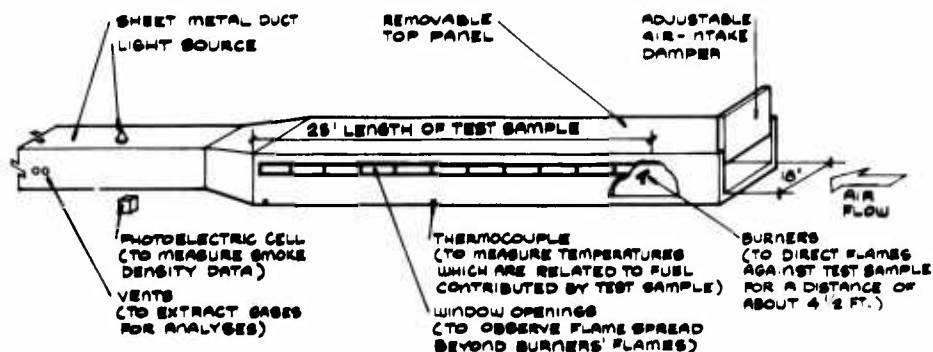 SHEET METAL DUCT
LIGHT SOURCE
REMOVABLE
TOP PANEL
ADJUSTABLE
AIR-INTAKE
DAMPER
25' LENGTH OF TEST SAMPLE
18"
AIR
FLOW
PHOTOELECTRIC CELL
(TO MEASURE SMOKE
DENSITY DATA)
VENTS
(TO EXTRACT GASES
FOR ANALYSES)
THERMOCOUPLE
(TO MEASURE TEMPERATURES
WHICH ARE RELATED TO FUEL
CONTRIBUTED BY TEST SAMPLE)
WINDOW OPENINGS
(TO OBSERVE FLAME SPREAD
BEYOND BURNERS' FLAMES)
BURNERS
(TO DIRECT FLAMES
AGAINST TEST SAMPLE
FOR A DISTANCE OF
ABOUT 4 1/2 FT.)